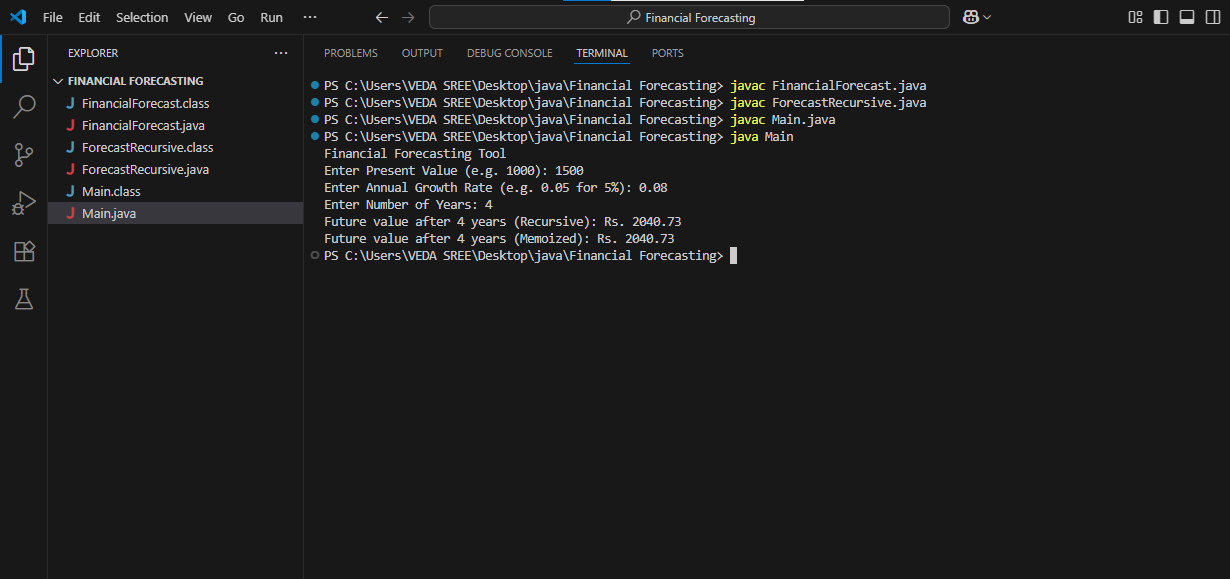 File Edit Selection View Go Run ···
Financial Forecasting
EXPLORER ···
FINANCIAL FORECASTING
J FinancialForecast.class
J FinancialForecast.java
J ForecastRecursive.class
J ForecastRecursive.java
J Main.class
J Main.java
PROBLEMS OUTPUT DEBUG CONSOLE TERMINAL PORTS
PS C:\Users\VEDA SREE\Desktop\java\Financial Forecasting> javac FinancialForecast.java
PS C:\Users\VEDA SREE\Desktop\java\Financial Forecasting> javac ForecastRecursive.java
PS C:\Users\VEDA SREE\Desktop\java\Financial Forecasting> javac Main.java
PS C:\Users\VEDA SREE\Desktop\java\Financial Forecasting> java Main
Financial Forecasting Tool
Enter Present Value (e.g. 1000): 1500
Enter Annual Growth Rate (e.g. 0.05 for 5%): 0.08
Enter Number of Years: 4
Future value after 4 years (Recursive): Rs. 2040.73
Future value after 4 years (Memoized): Rs. 2040.73
PS C:\Users\VEDA SREE\Desktop\java\Financial Forecasting>